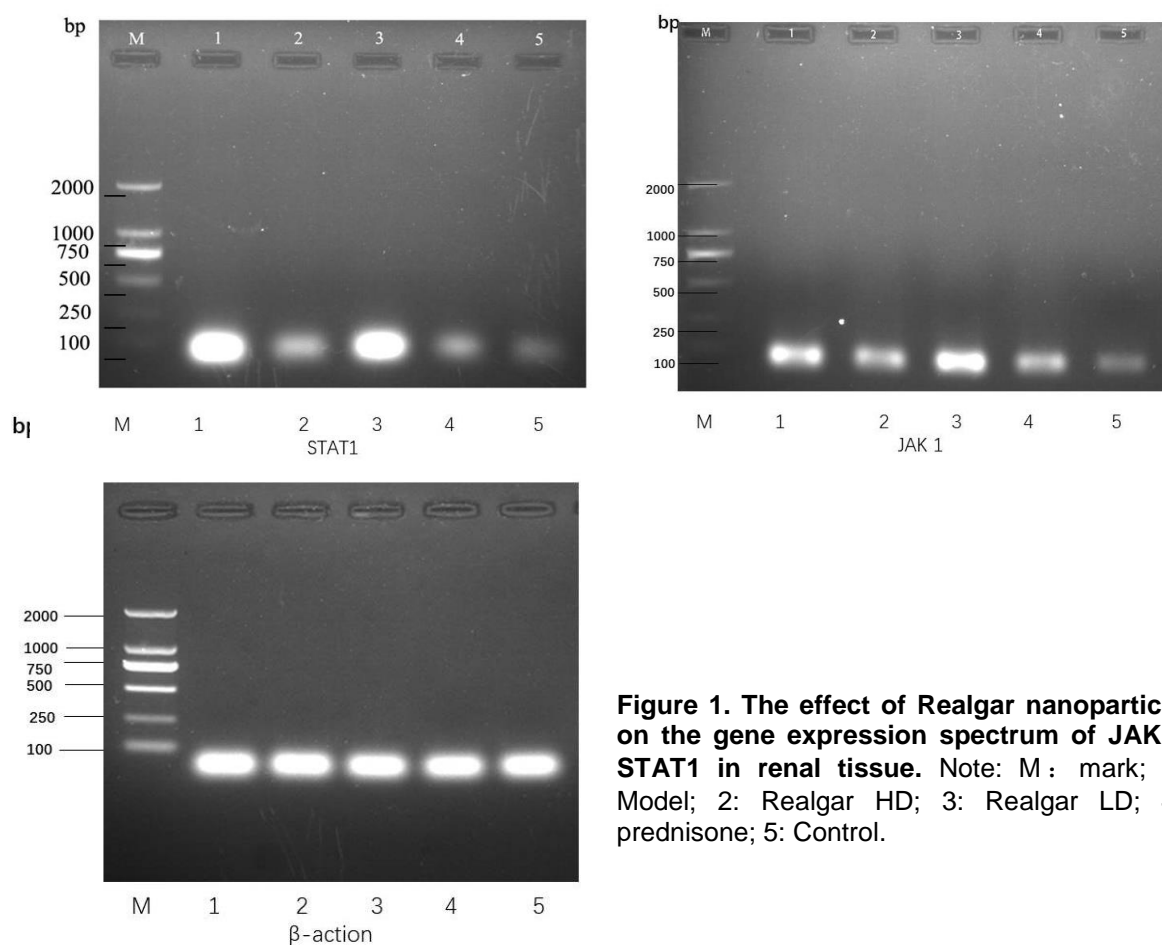 bp
M 1 2 3 4 5
2000
1000
750
500
250
100
M 1 2 3 4 5
STAT1
bp
M 1 2 3 4 5
2000
1000
750
500
250
100
M 1 2 3 4 5
JAK 1
2000
1000
750
500
250
100
M 1 2 3 4 5
β-action
Figure 1. The effect of Realgar
on the gene expression spectrum of JAK
STAT1 in renal tissue. Note: M：mark;
Model; 2: Realgar HD; 3: Realgar LD;
prednisone; 5: Control.